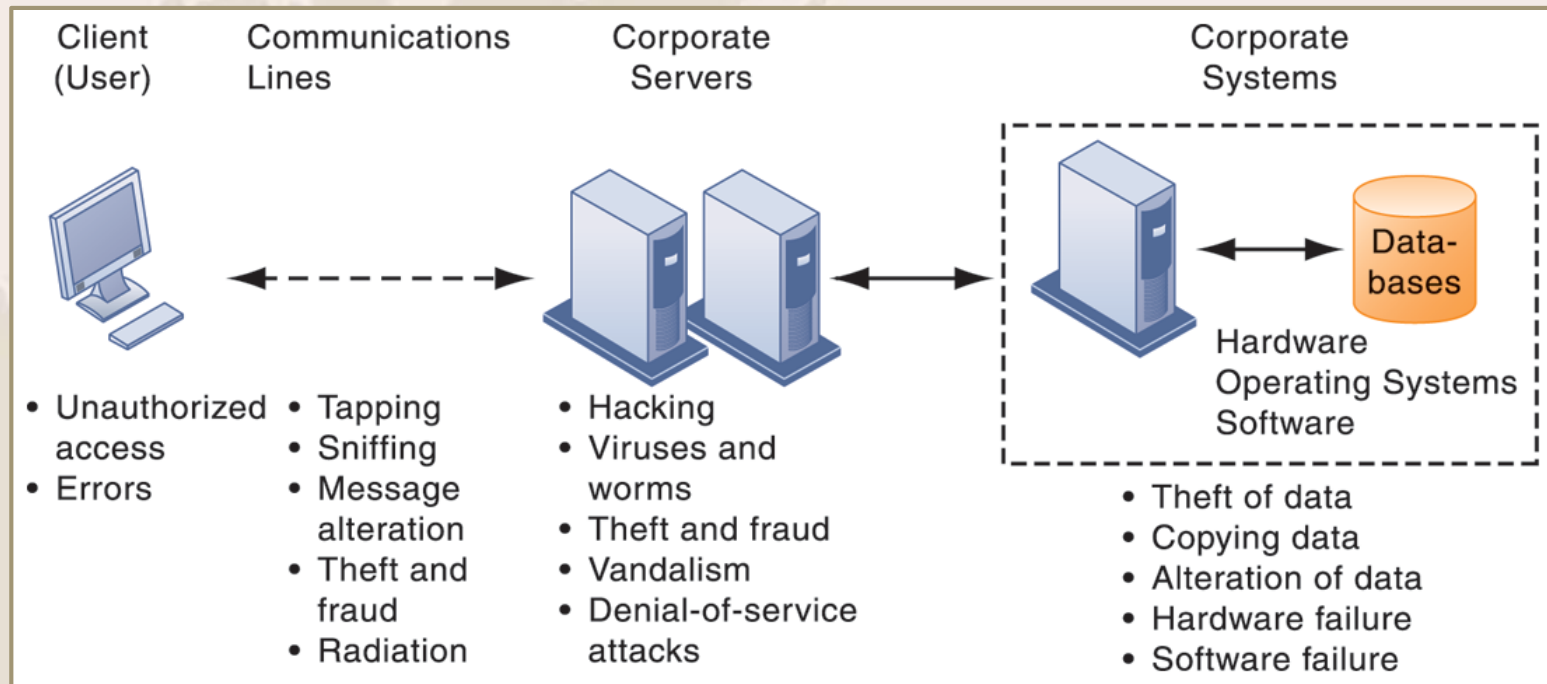 Client
(User)
Communications
Lines
Corporate
Servers
Corporate
Systems
Data-
bases
Hardware
Operating Systems
Software
• Unauthorized
access
• Errors
• Tapping
• Sniffing
• Message
alteration
• Theft and
fraud
• Radiation
• Hacking
• Viruses and
worms
• Theft and fraud
• Vandalism
• Denial-of-service
attacks
• Theft of data
• Copying data
• Alteration of data
• Hardware failure
• Software failure